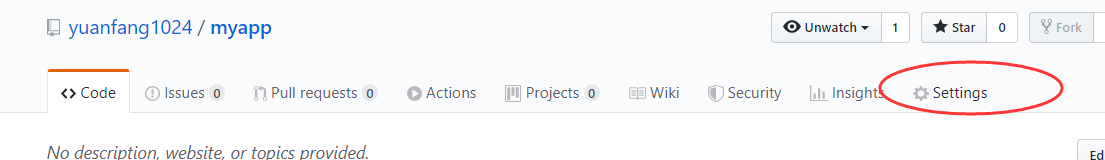 yuanfang1024 / myapp
Unwatch 1 Star 0 Fork
Code Issues 0 Pull requests 0 Actions Projects 0 Wiki Security Insights Settings
No description, website, or topics provided.
Ed